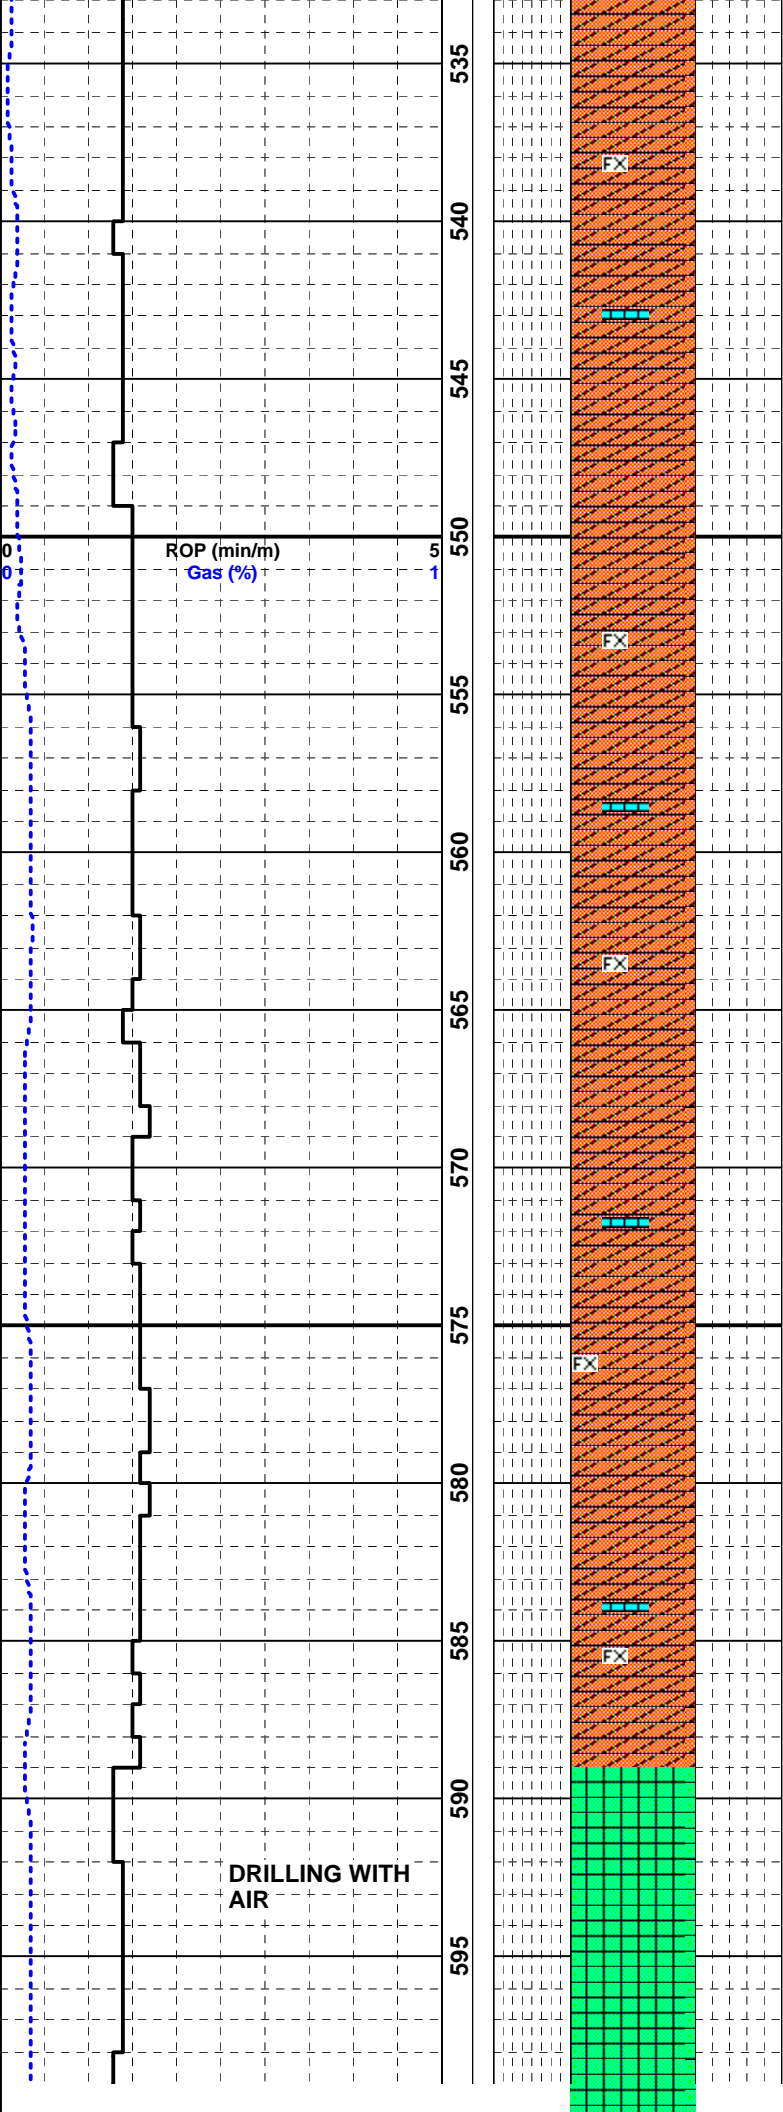 535
FX
540
545
550
0 ROP (min/m) 5
0 Gas (%) 1
FX
555
560
FX
565
570
575
FX
580
585
FX
590
DRILLING WITH
AIR
595